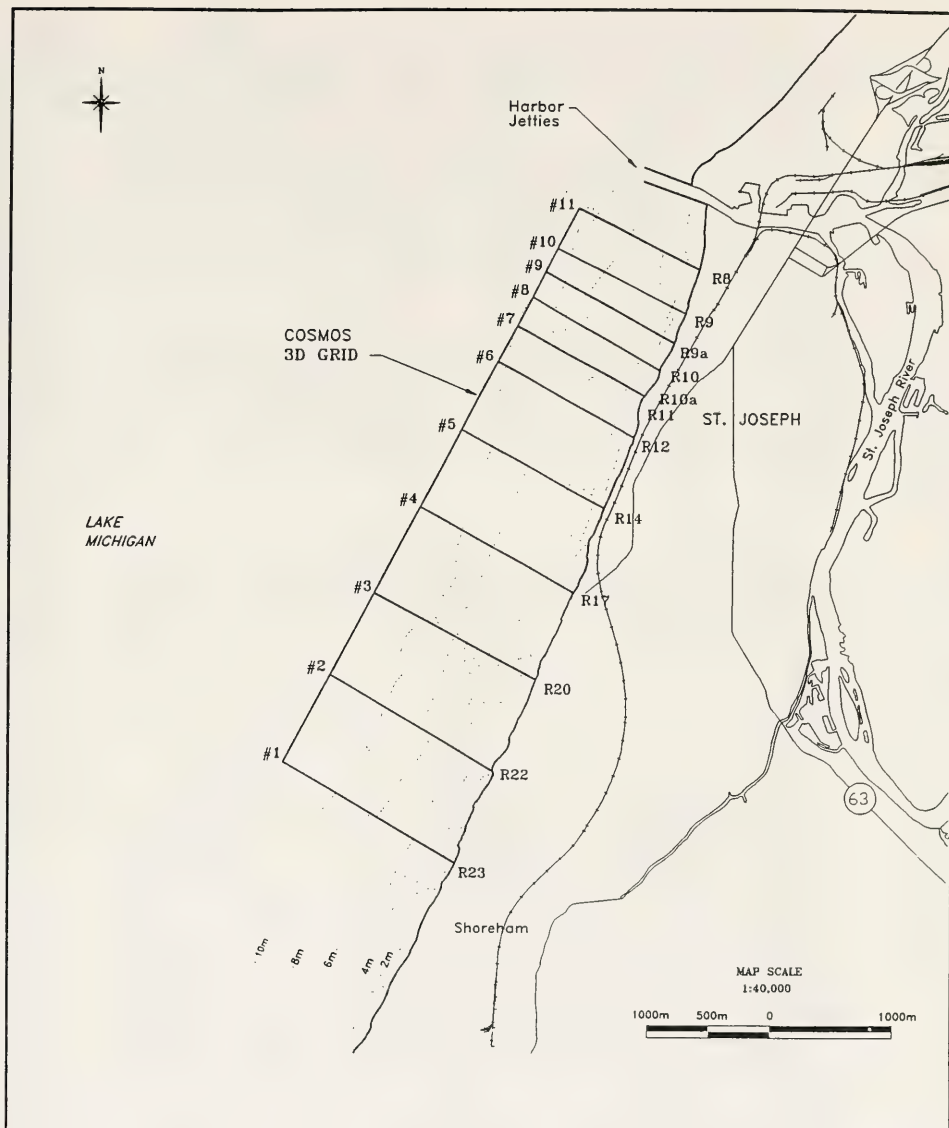 N
Harbor
Jetties
#11
#10
#9
#8
#7
#6
#5
#4
#3
#2
#1
COSMOS
3D GRID
R8
R9
R9a
R10
R10a
R11
R12
R14
R17
R20
R22
R23
ST. JOSEPH
St. Joseph River
LAKE
MICHIGAN
63
Shoreham
10m
8m
6m
4m
2m
MAP SCALE
1:40,000
1000m 500m 0 1000m